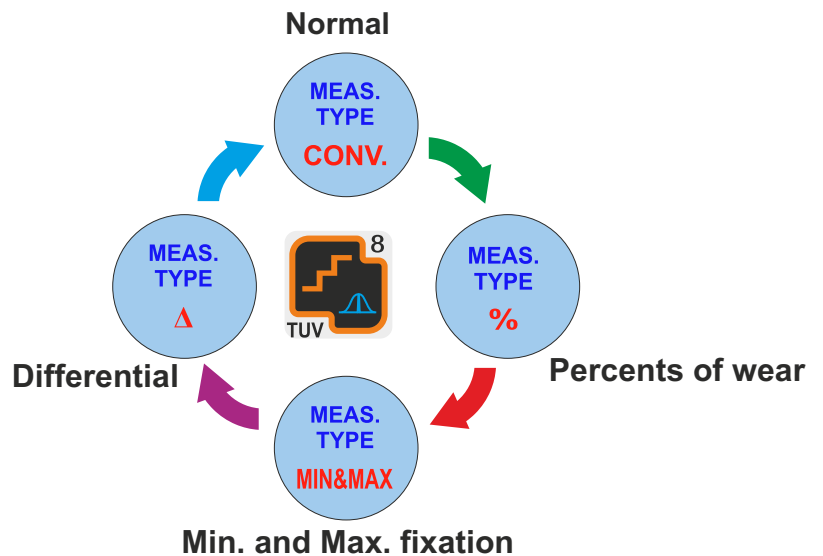 Normal
MEAS.
TYPE
CONV.
MEAS.
TYPE
Δ
Differential
8
TUV
MEAS.
TYPE
%
Percents of wear
MEAS.
TYPE
MIN&MAX
Min. and Max. fixation